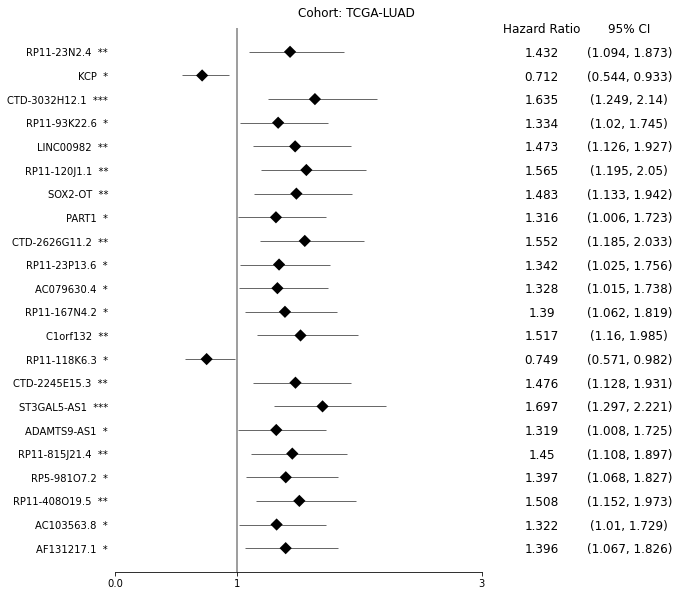 Cohort: TCGA-LUAD
Hazard Ratio 95% CI
RP11-23N2.4 ** 1.432 (1.094, 1.873)
KCP * 0.712 (0.544, 0.933)
CTD-3032H12.1 *** 1.635 (1.249, 2.14)
RP11-93K22.6 * 1.334 (1.02, 1.745)
LINC00982 ** 1.473 (1.126, 1.927)
RP11-120J1.1 ** 1.565 (1.195, 2.05)
SOX2-OT ** 1.483 (1.133, 1.942)
PART1 * 1.316 (1.006, 1.723)
CTD-2626G11.2 ** 1.552 (1.185, 2.033)
RP11-23P13.6 * 1.342 (1.025, 1.756)
AC079630.4 * 1.328 (1.015, 1.738)
RP11-167N4.2 * 1.39 (1.062, 1.819)
C1orf132 ** 1.517 (1.16, 1.985)
RP11-118K6.3 * 0.749 (0.571, 0.982)
CTD-2245E15.3 ** 1.476 (1.128, 1.931)
ST3GAL5-AS1 *** 1.697 (1.297, 2.221)
ADAMTS9-AS1 * 1.319 (1.008, 1.725)
RP11-815J21.4 ** 1.45 (1.108, 1.897)
RP5-981O7.2 * 1.397 (1.068, 1.827)
RP11-408O19.5 ** 1.508 (1.152, 1.973)
AC103563.8 * 1.322 (1.01, 1.729)
AF131217.1 * 1.396 (1.067, 1.826)
0.0 1 3